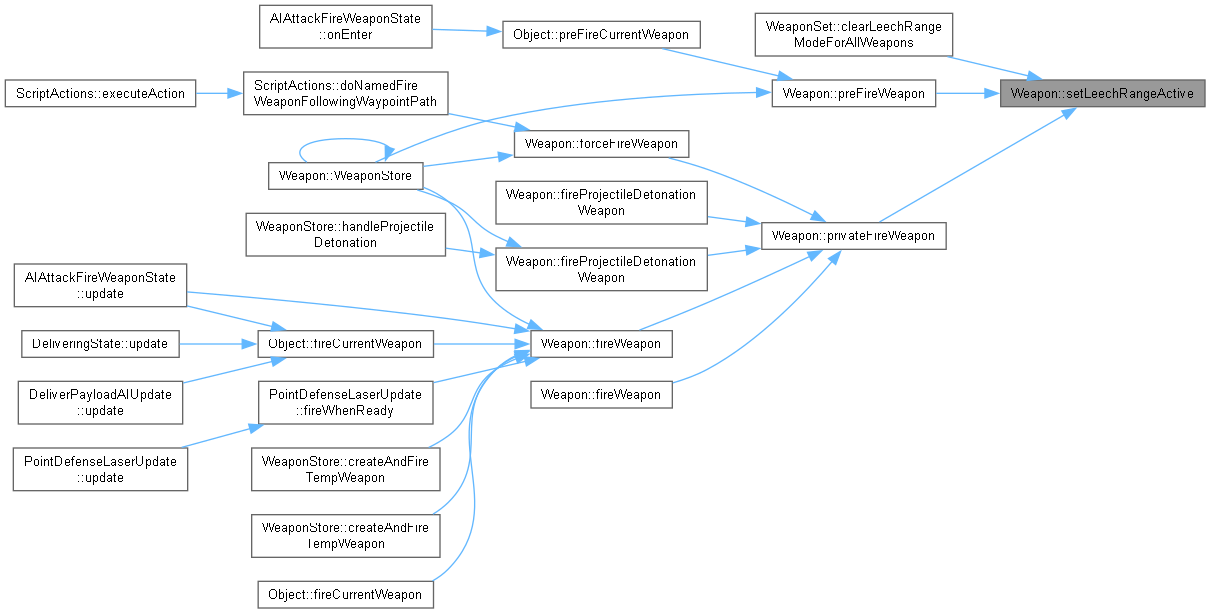 AIAttackFireWeaponState
::onEnter
Object::preFireCurrentWeapon
WeaponSet::clearLeechRange
ModeForAllWeapons
ScriptActions::executeAction
ScriptActions::doNamedFire
WeaponFollowingWaypointPath
Weapon::preFireWeapon
Weapon::setLeechRangeActive
Weapon::forceFireWeapon
Weapon::WeaponStore
Weapon::fireProjectileDetonation
Weapon
WeaponStore::handleProjectile
Detonation
Weapon::privateFireWeapon
Weapon::fireProjectileDetonation
Weapon
AIAttackFireWeaponState
::update
DeliveringState::update
Object::fireCurrentWeapon
Weapon::fireWeapon
DeliverPayloadAIUpdate
::update
PointDefenseLaserUpdate
::fireWhenReady
Weapon::fireWeapon
PointDefenseLaserUpdate
::update
WeaponStore::createAndFire
TempWeapon
WeaponStore::createAndFire
TempWeapon
Object::fireCurrentWeapon